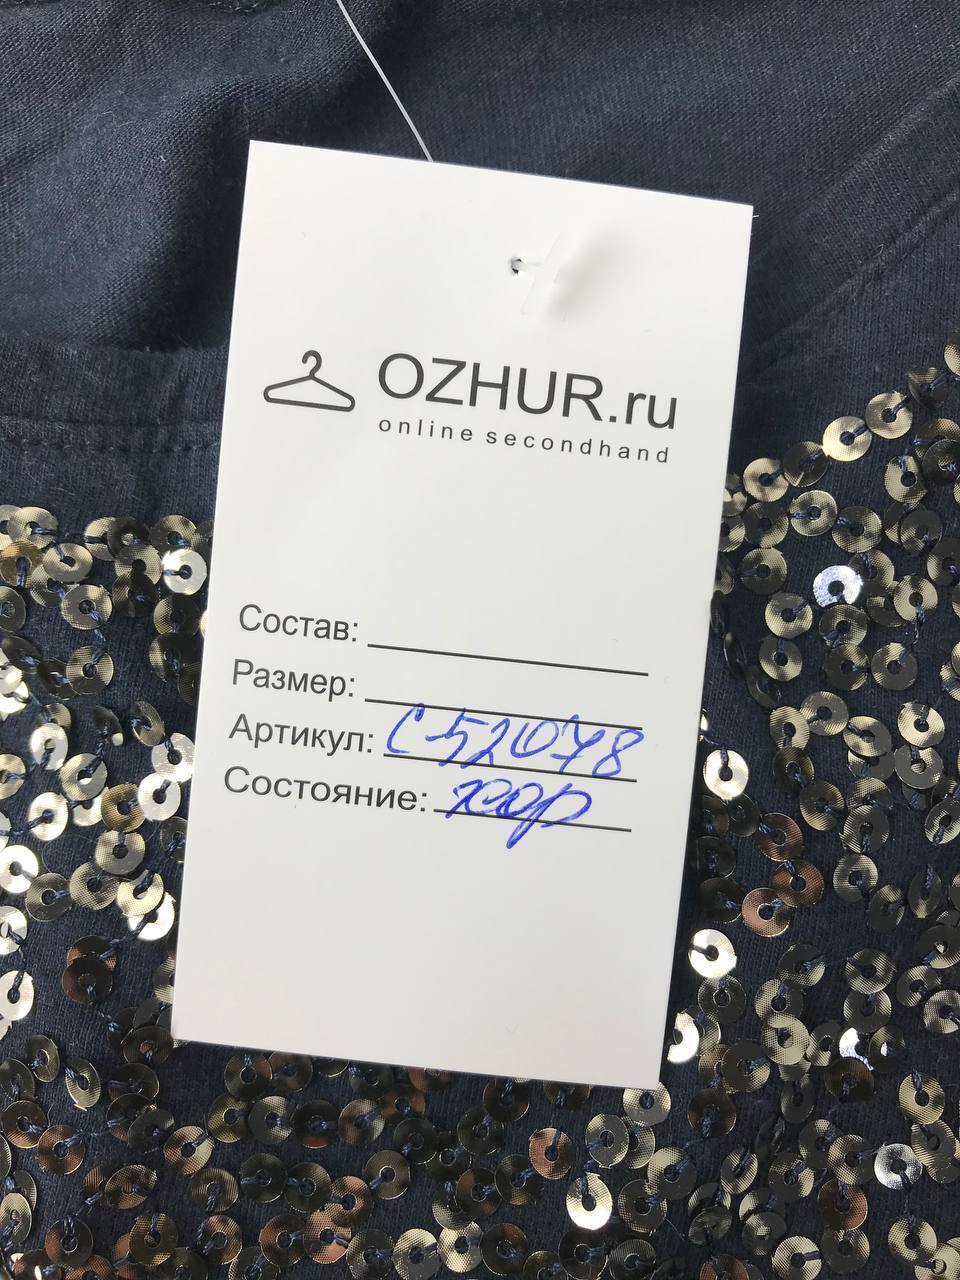 OZHUR.ru
online secondhand
Состав:
Размер:
Артикул: С-52078
Состояние: хор